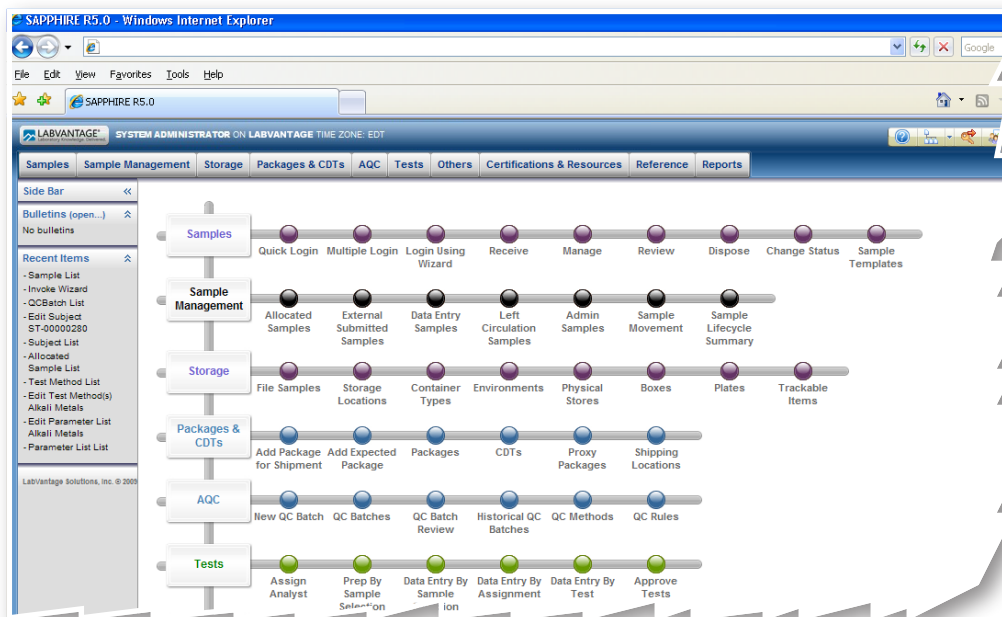 SAPPHIRE R5.0 - Windows Internet Explorer
Google
File Edit View Favorites Tools Help
SAPPHIRE R5.0
LABVANTAGE SYSTEM ADMINISTRATOR ON LABVANTAGE TIME ZONE: EDT
Samples Sample Management Storage Packages & CDTs AQC Tests Others Certifications & Resources Reference Reports
Side Bar
Bulletins (open...)
No bulletins
Recent Items
- Sample List
- Invoke Wizard
- QCBatch List
- Edit Subject
ST-00000280
- Subject List
- Allocated
Sample List
- Test Method List
- Edit Test Method(s)
Alkali Metals
- Edit Parameter List
Alkali Metals
- Parameter List List
LabVantage Solutions, Inc. © 2009
Samples
Quick Login Multiple Login Login Using Receive Manage Review Dispose Change Status Sample
Wizard Templates
Sample
Management
Allocated External Data Entry Left Admin Sample Sample
Samples Submitted Samples Circulation Samples Movement Lifecycle
Samples Samples Summary
Storage
File Samples Storage Container Environments Physical Boxes Plates Trackable
Locations Types Stores Items
Packages &
CDTs
Add Package Add Expected Packages CDTs Proxy Shipping
for Shipment Package Packages Locations
AQC
New QC Batch QC Batches QC Batch Historical QC QC Methods QC Rules
Review Batches
Tests
Assign Prep By Data Entry By Data Entry By Data Entry By Approve
Analyst Sample Sample Assignment Test Tests
Selection